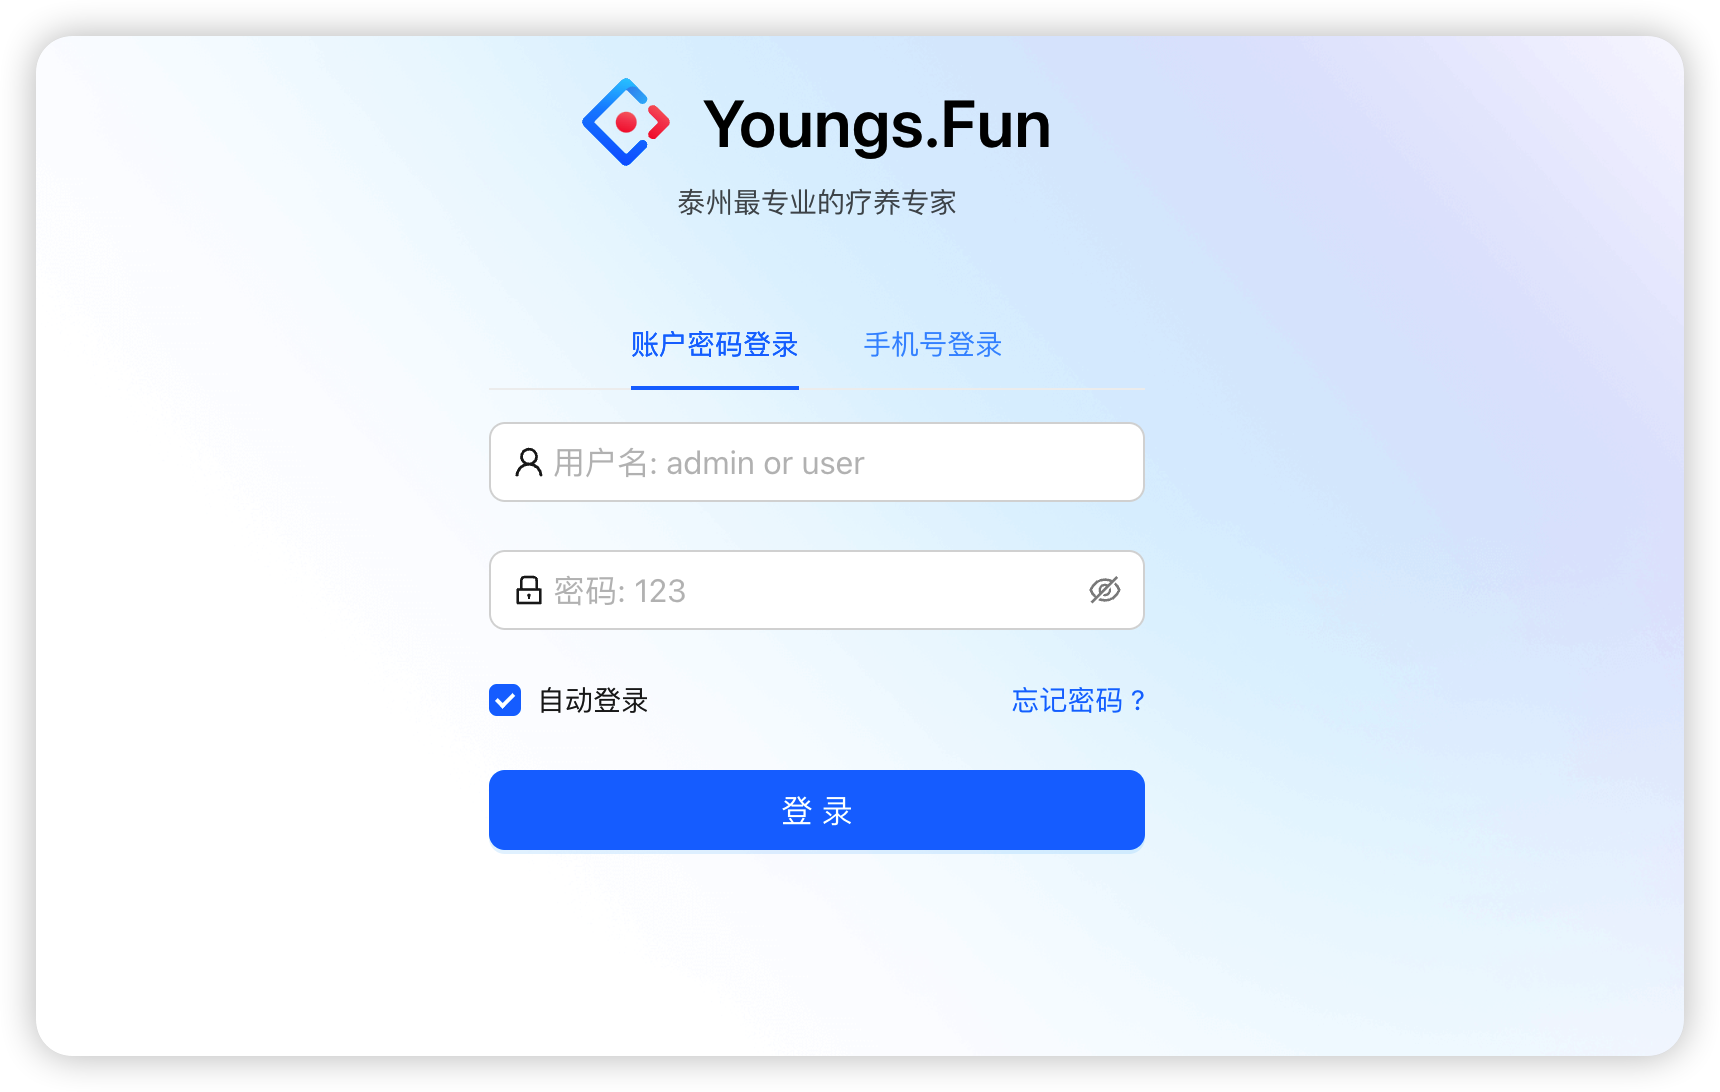 Youngs.Fun
泰州最专业的疗养专家
账户密码登录 手机号登录
用户名: admin or user
密码: 123
自动登录 忘记密码 ?
登 录